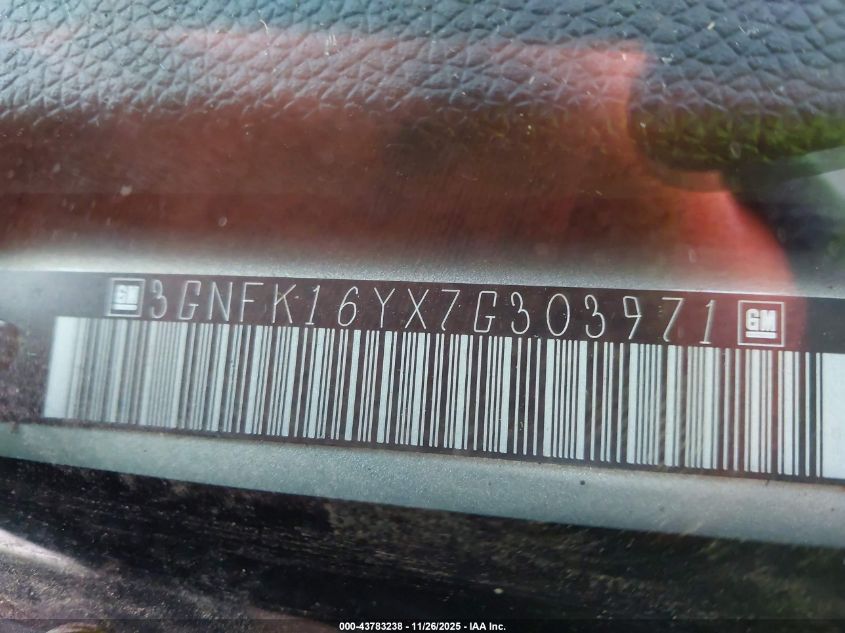 GM 3GNFK16YX7G303971 GM
000-43783238 - 11/26/2025 - IAA Inc.